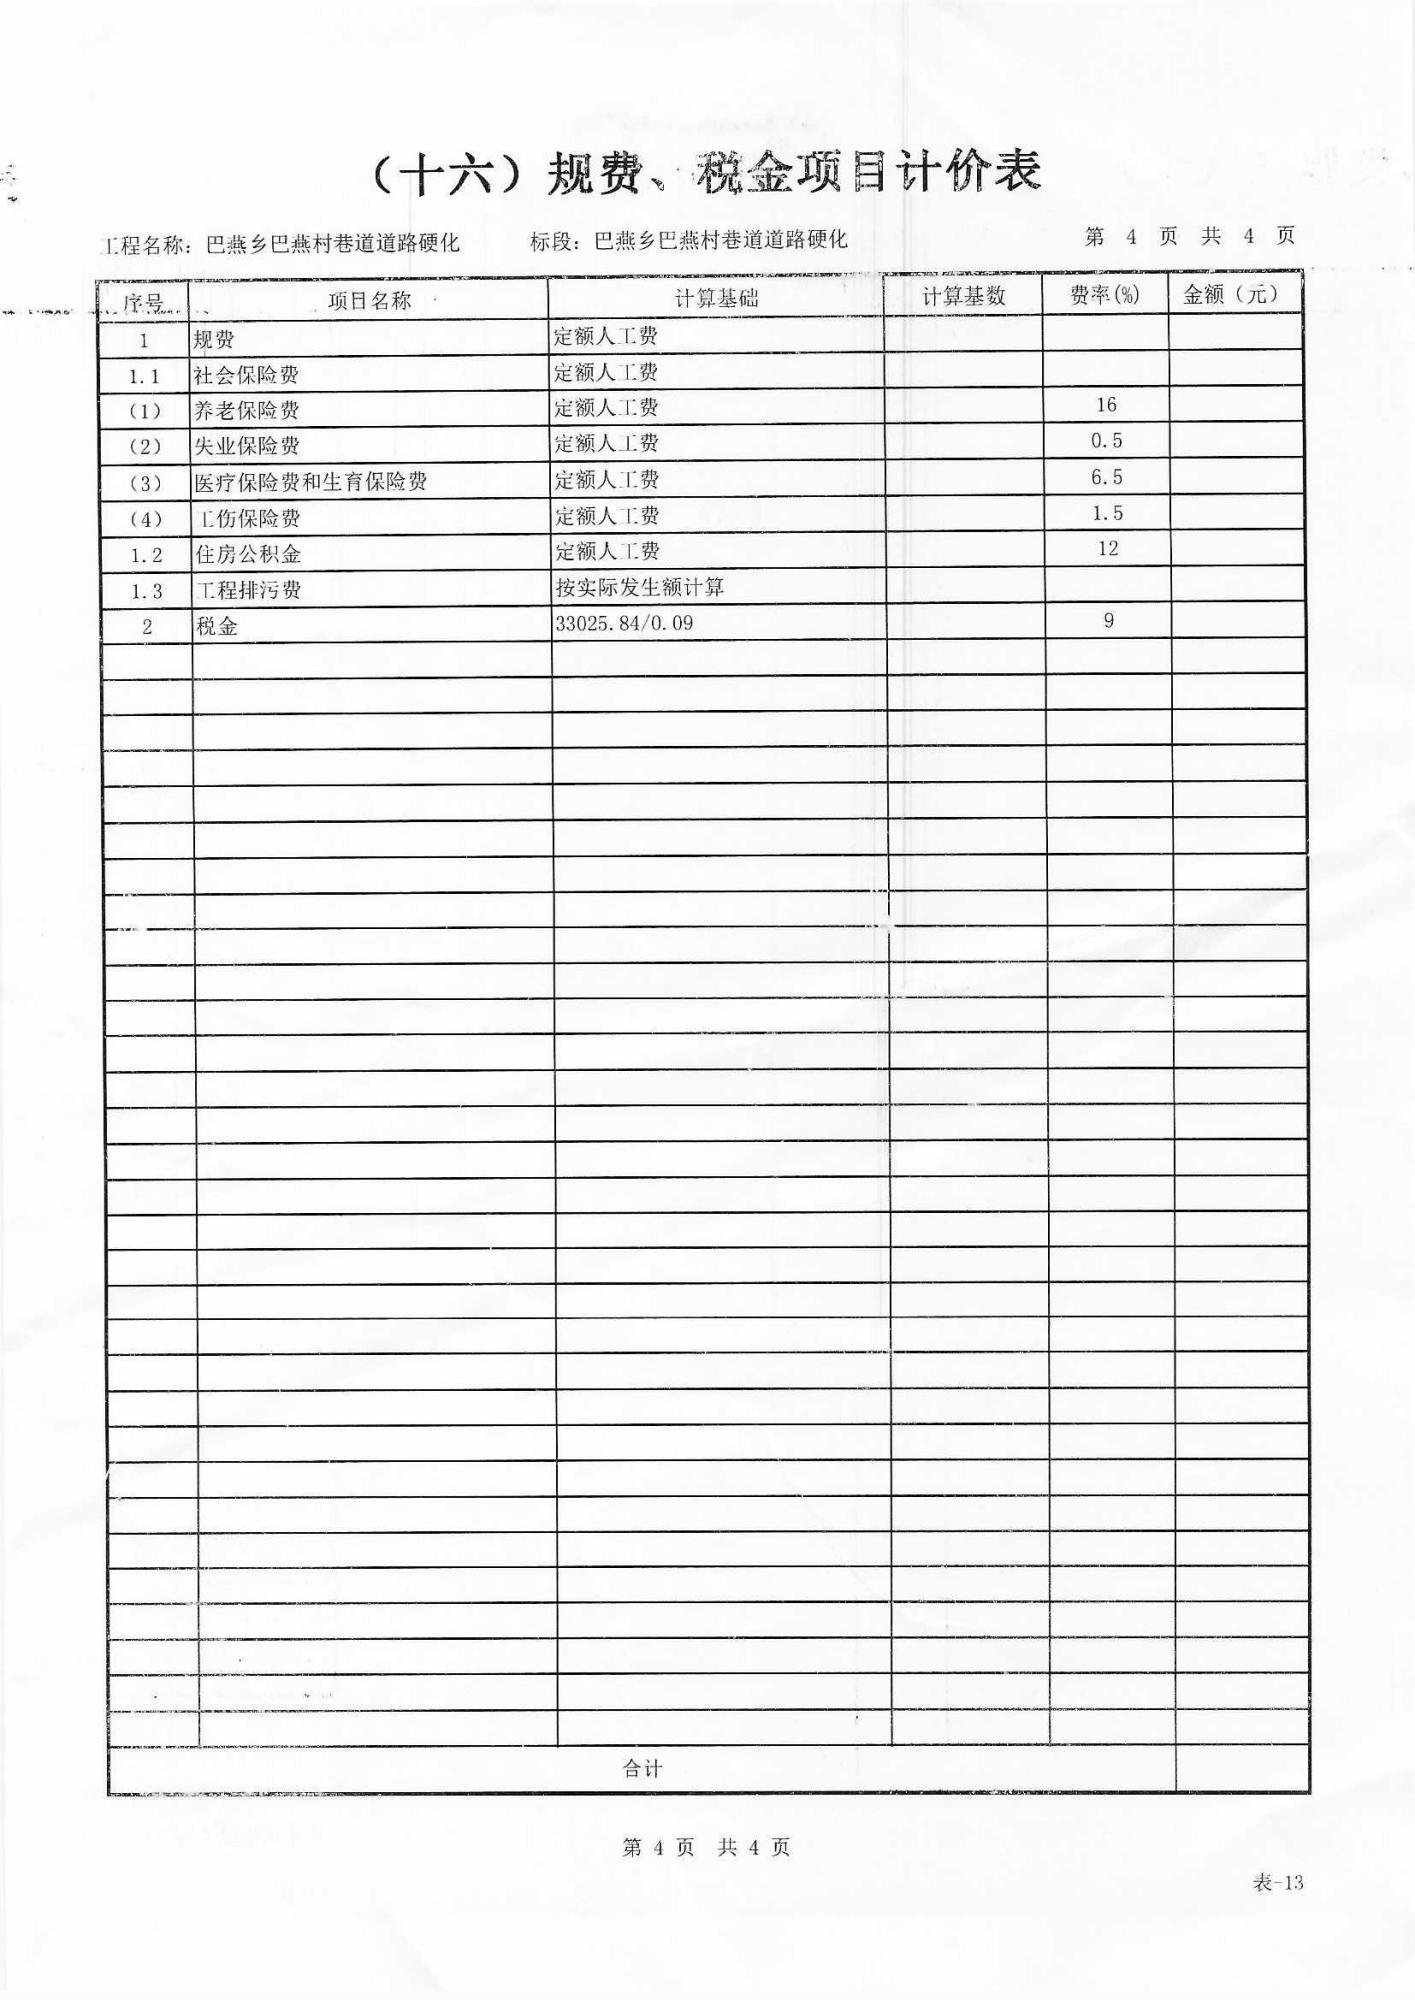 （十六）规费、税金项目计价表
工程名称：巴燕乡巴燕村巷道道路硬化 标段：巴燕乡巴燕村巷道道路硬化 第 4 页 共 4 页
序号 项目名称 计算基础 计算基数 费率(%) 金额（元）
1 规费 定额人工费
1.1 社会保险费 定额人工费
(1) 养老保险费 定额人工费 16
(2) 失业保险费 定额人工费 0.5
(3) 医疗保险费和生育保险费 定额人工费 6.5
(4) 工伤保险费 定额人工费 1.5
1.2 住房公积金 定额人工费 12
1.3 工程排污费 按实际发生额计算
2 税金 33025.84/0.09 9
合计
第 4 页 共 4 页
表-13